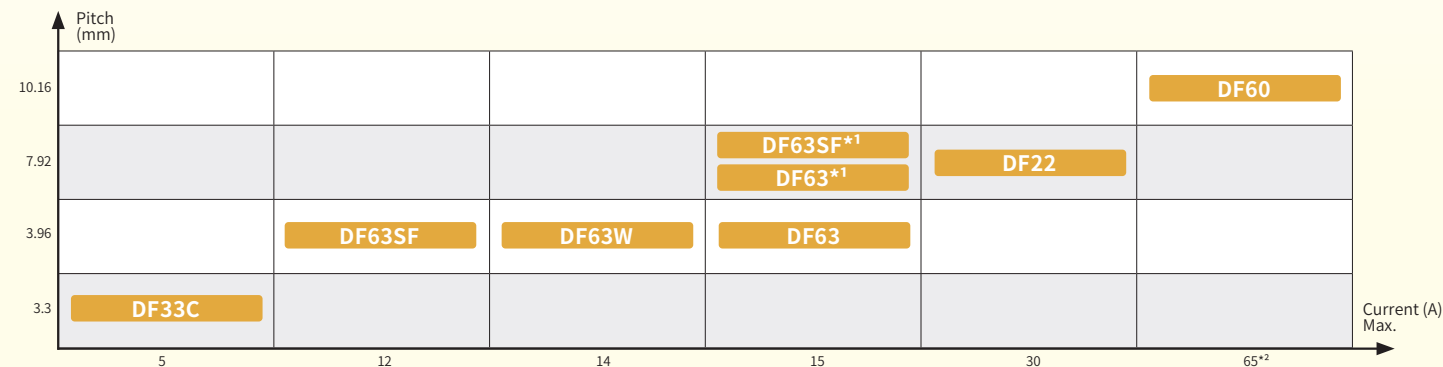 Pitch
(mm)
10.16
DF60
7.92
DF63SF*¹
DF63*¹
DF22
3.96
DF63SF
DF63W
DF63
3.3
DF33C
Current (A)
Max.
5
12
14
15
30
65*²